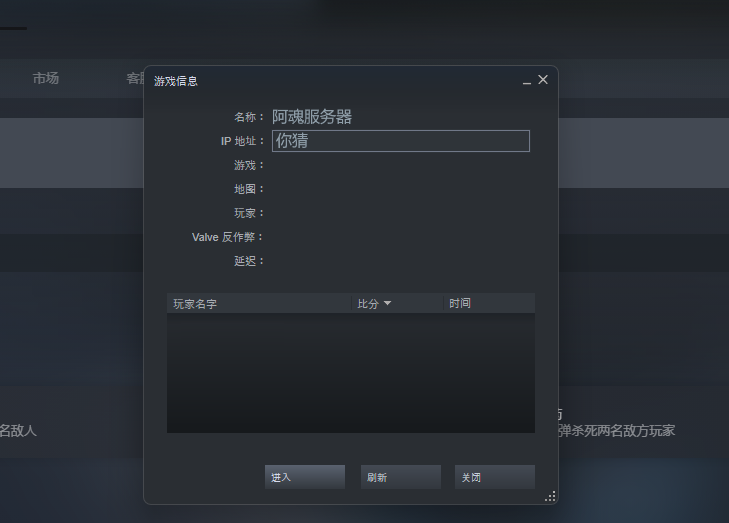 市场
客服
游戏信息
名称：
阿魂服务器
IP 地址：
你猜
游戏：
地图：
玩家：
Valve 反作弊：
延迟：
玩家名字 比分 时间
名敌人
弹杀死两名敌方玩家
进入 刷新 关闭